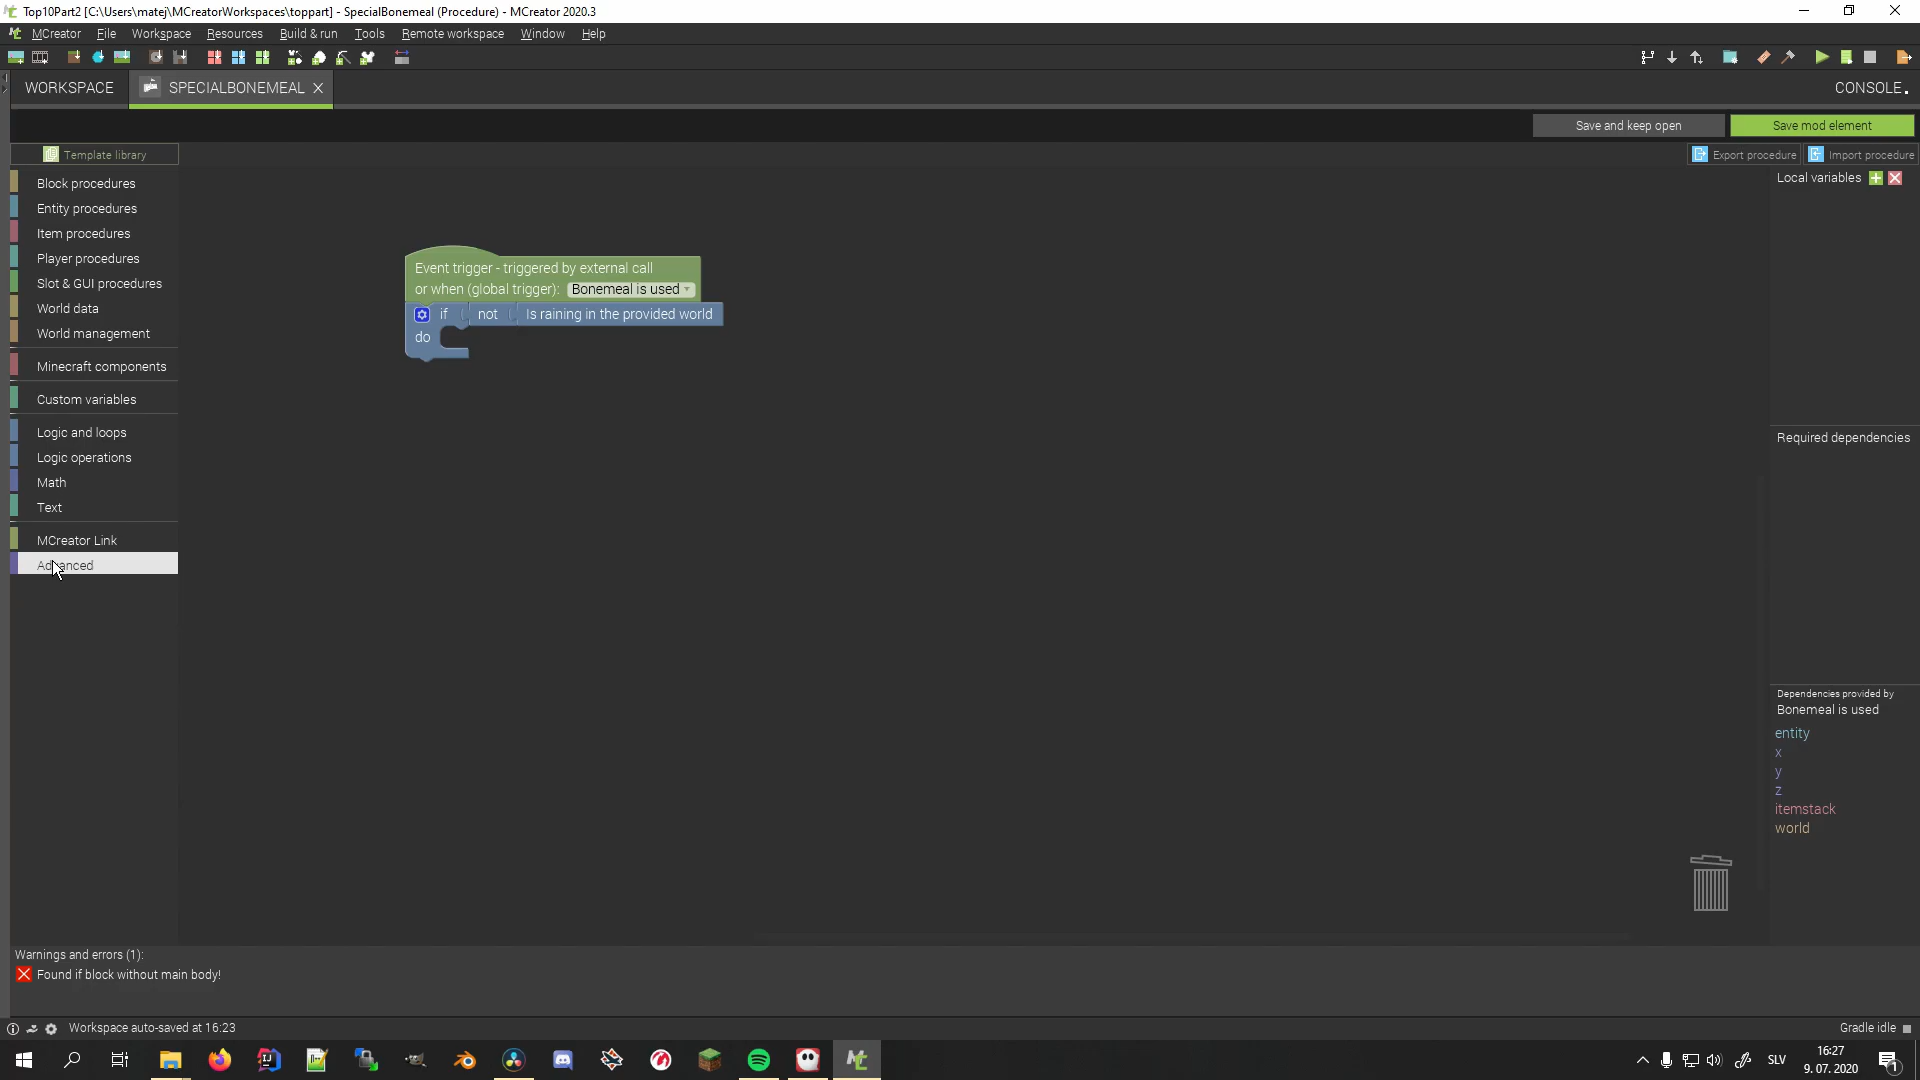 Top10Part2 [C:\Users\matej\MCreatorWorkspaces\toppart] - SpecialBonemeal (Procedure) - MCreator 2020.3
MCreator File Workspace Resources Build & run Tools Remote workspace Window Help
WORKSPACE SPECIALBONEMEAL CONSOLE
Save and keep open Save mod element
Template library Export procedure Import procedure
Local variables
Block procedures
Entity procedures
Item procedures
Player procedures
Slot & GUI procedures
World data
World management
Minecraft components
Custom variables
Logic and loops
Logic operations
Math
Text
MCreator Link
Advanced
Event trigger - triggered by external call
or when (global trigger): Bonemeal is used
if not Is raining in the provided world
do
Required dependencies
Dependencies provided by
Bonemeal is used
entity
x
y
z
itemstack
world
Warnings and errors (1):
Found if block without main body!
Workspace auto-saved at 16:23 Gradle idle
SLV
16:27
9. 07. 2020
1